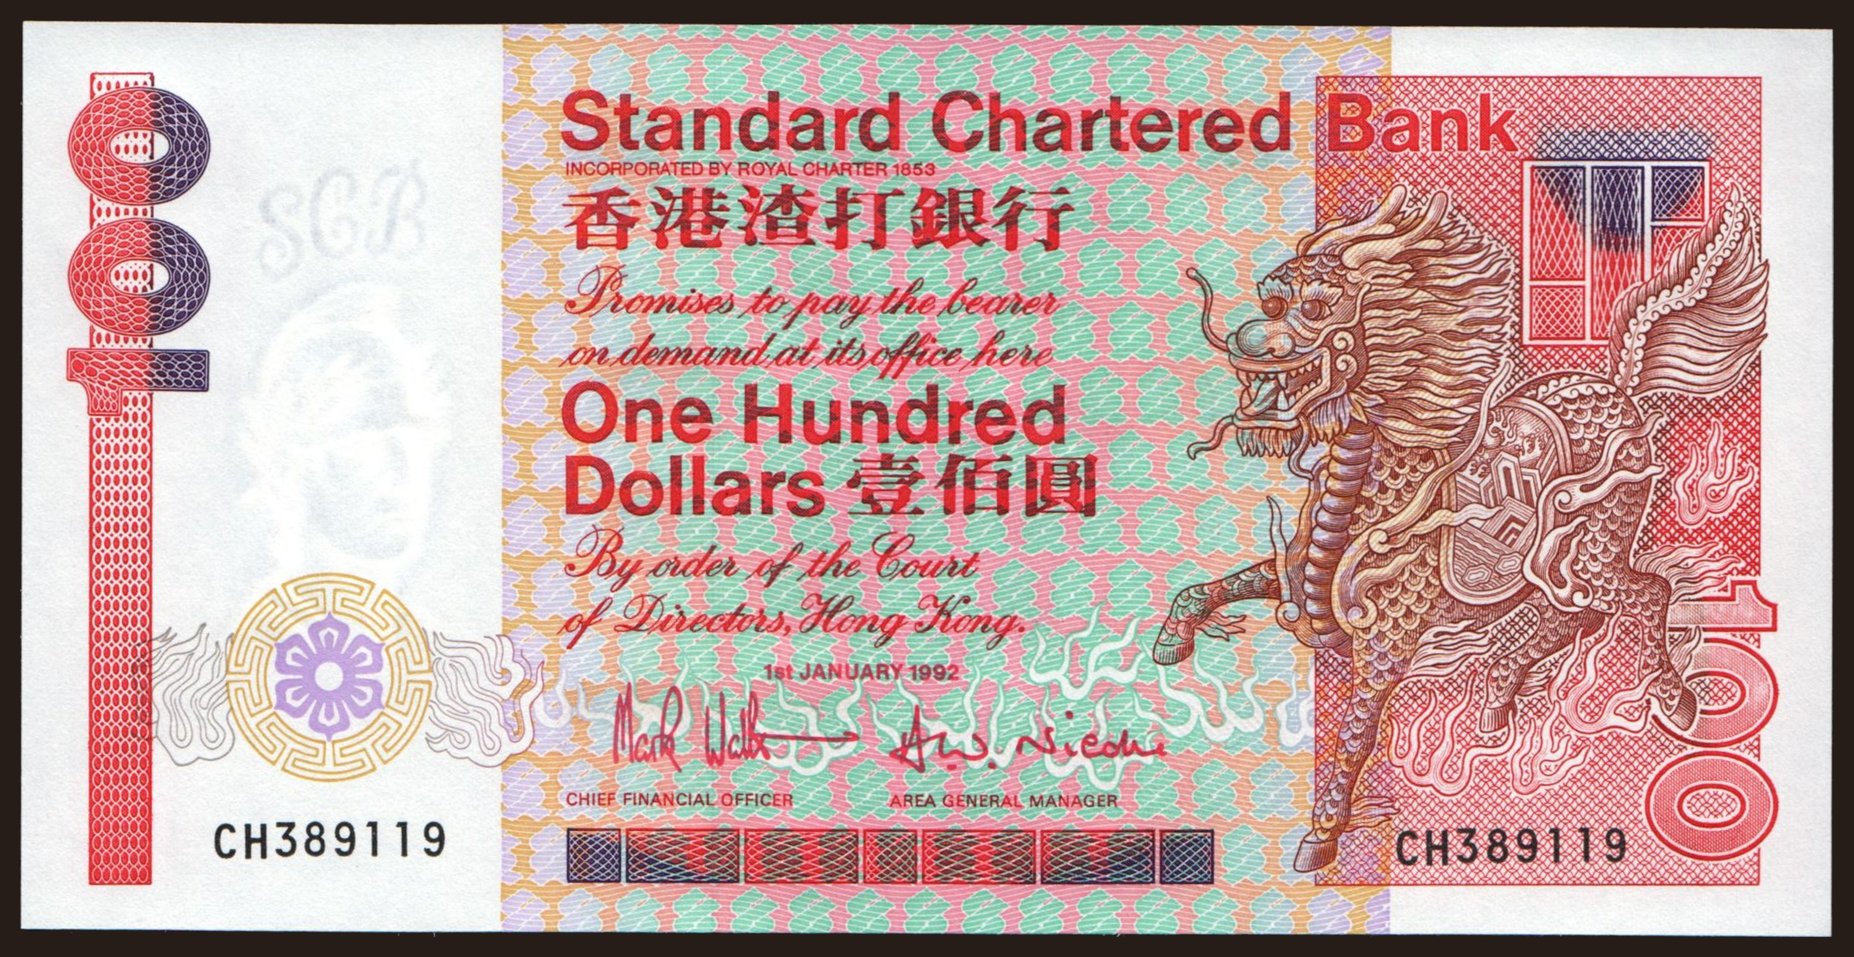 100
SCB
Standard Chartered Bank
INCORPORATED BY ROYAL CHARTER 1853
香港渣打銀行
Promises to pay the bearer
on demand at its office here
One Hundred
Dollars 壹佰圓
By order of the Court
of Directors, Hong Kong.
1st JANUARY 1992
CHIEF FINANCIAL OFFICER AREA GENERAL MANAGER
CH389119
CH389119
100